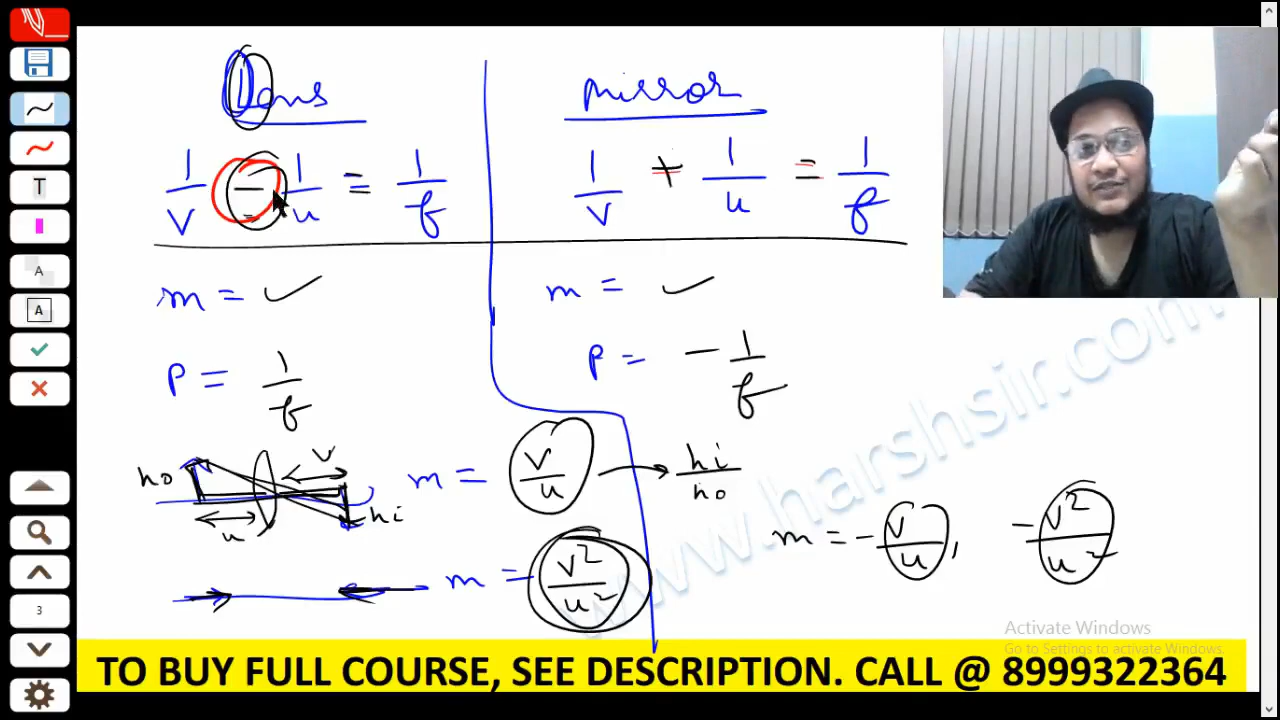 Lens
mirror
1/v - 1/u = 1/f
1/v + 1/u = 1/f
m = ✓
m = ✓
P = 1/f
P = - 1/f
ho
v
u
hi
m = v/u → hi/ho
m = v²/u²
m = - v/u, - v²/u²
www.harshsir.com
T
A
A
3
Activate Windows
Go to Settings to activate Windows.
TO BUY FULL COURSE, SEE DESCRIPTION. CALL @ 8999322364